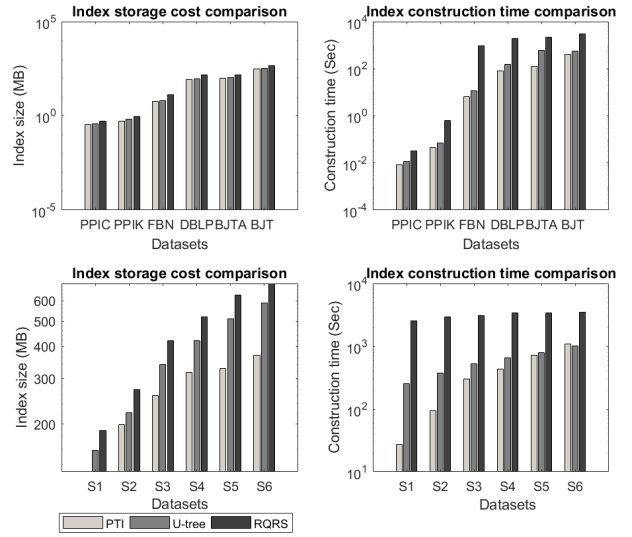 Index storage cost comparison
10^5
10^0
10^-5
Index size (MB)
PPIC PPIK FBN DBLP BJTA BJT
Datasets
Index construction time comparison
10^4
10^2
10^0
10^-2
10^-4
Construction time (Sec)
PPIC PPIK FBN DBLP BJTA BJT
Datasets
Index storage cost comparison
600
500
400
300
200
Index size (MB)
S1 S2 S3 S4 S5 S6
Datasets
Index construction time comparison
10^4
10^3
10^2
10^1
Construction time (Sec)
S1 S2 S3 S4 S5 S6
Datasets
PTI U-tree RQRS